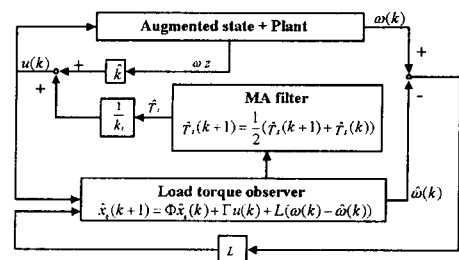 Augmented state + Plant
ω(k)
u(k)
+
k̂
ω z
+
+
-
1/k_t
T̂_L
MA filter
T̂_L(k+1) = 1/2 (T̂_L(k+1) + T̂_L(k))
Load torque observer
x̂_e(k+1) = Φx̂_e(k) + Γu(k) + L(ω(k) − ω̂(k))
ω̂(k)
L